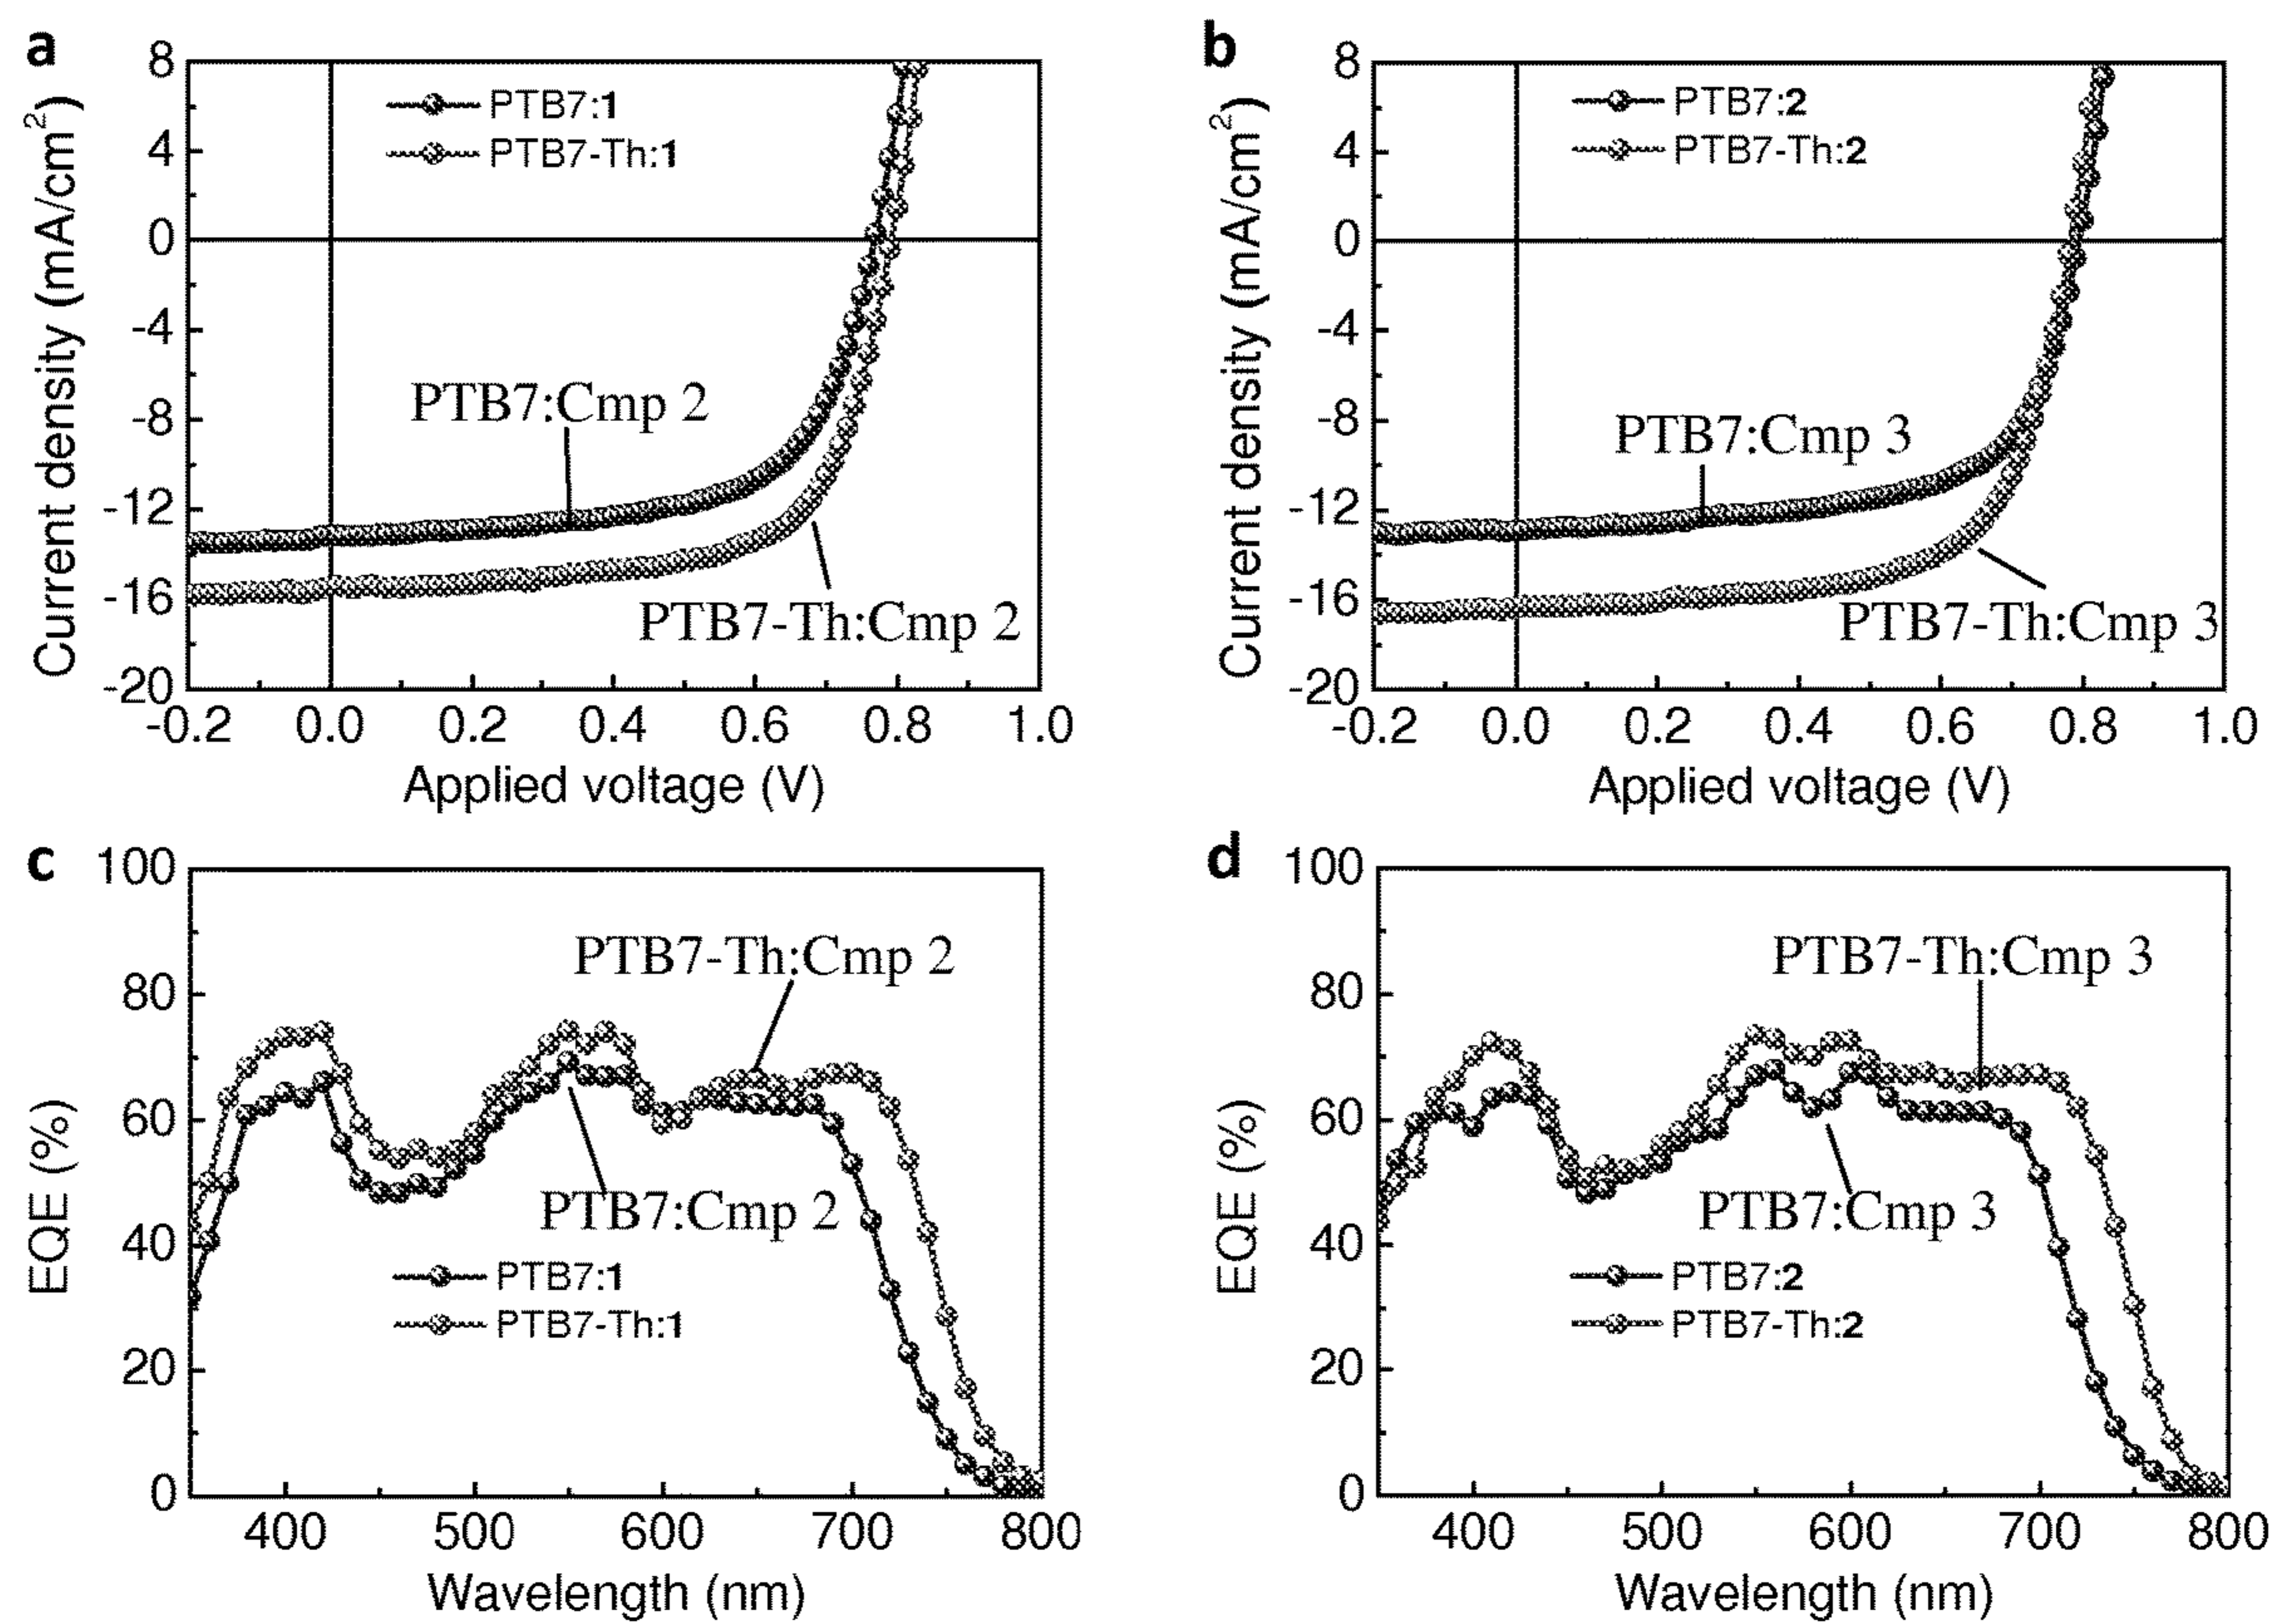 a
8
4
0
-4
-8
-12
-16
-20
Current density (mA/cm²)
PTB7:1
PTB7-Th:1
PTB7:Cmp 2
PTB7-Th:Cmp 2
-0.2 0.0 0.2 0.4 0.6 0.8 1.0
Applied voltage (V)
b
8
4
0
-4
-8
-12
-16
-20
Current density (mA/cm²)
PTB7:2
PTB7-Th:2
PTB7:Cmp 3
PTB7-Th:Cmp 3
-0.2 0.0 0.2 0.4 0.6 0.8 1.0
Applied voltage (V)
c
100
80
60
40
20
0
EQE (%)
PTB7-Th:Cmp 2
PTB7:Cmp 2
PTB7:1
PTB7-Th:1
400 500 600 700 800
Wavelength (nm)
d
100
80
60
40
20
0
EQE (%)
PTB7-Th:Cmp 3
PTB7:Cmp 3
PTB7:2
PTB7-Th:2
400 500 600 700 800
Wavelength (nm)